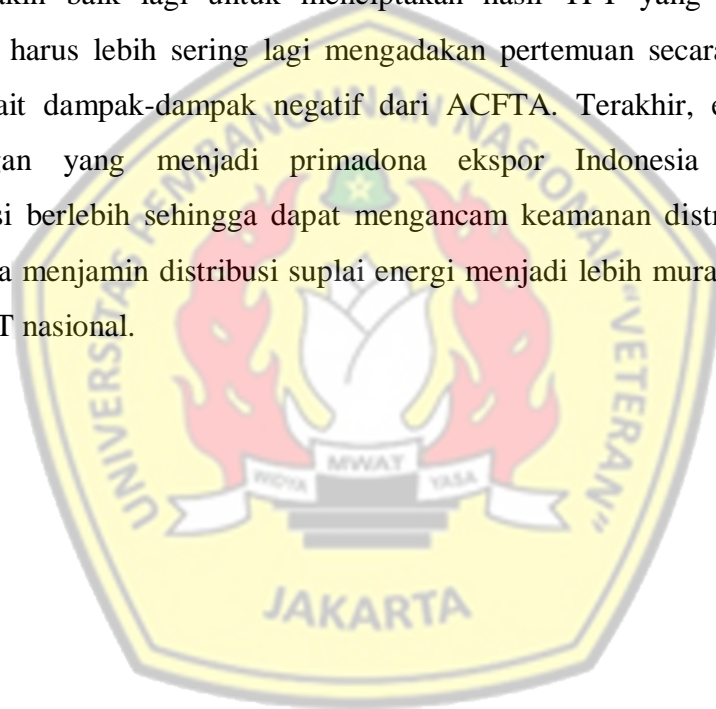 baik lagi untuk menciptakan hasil TPT yang
harus lebih sering lagi mengadakan pertemuan secara
ait dampak-dampak negatif dari ACFTA. Terakhir, e
gan yang menjadi primadona ekspor Indonesia
si berlebih sehingga dapat mengancam keamanan distr
a menjamin distribusi suplai energi menjadi lebih mura
T nasional.
UNIVERSITAS PEMBANGUNAN NASIONAL "VETERAN"
WIDYA MWAT YASA
JAKARTA